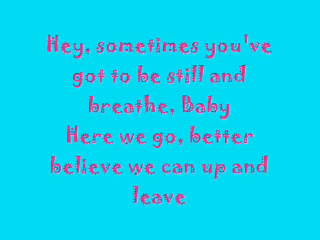 Hey, sometimes you've
got to be still and
breathe, Baby
Here we go, better
believe we can up and
leave